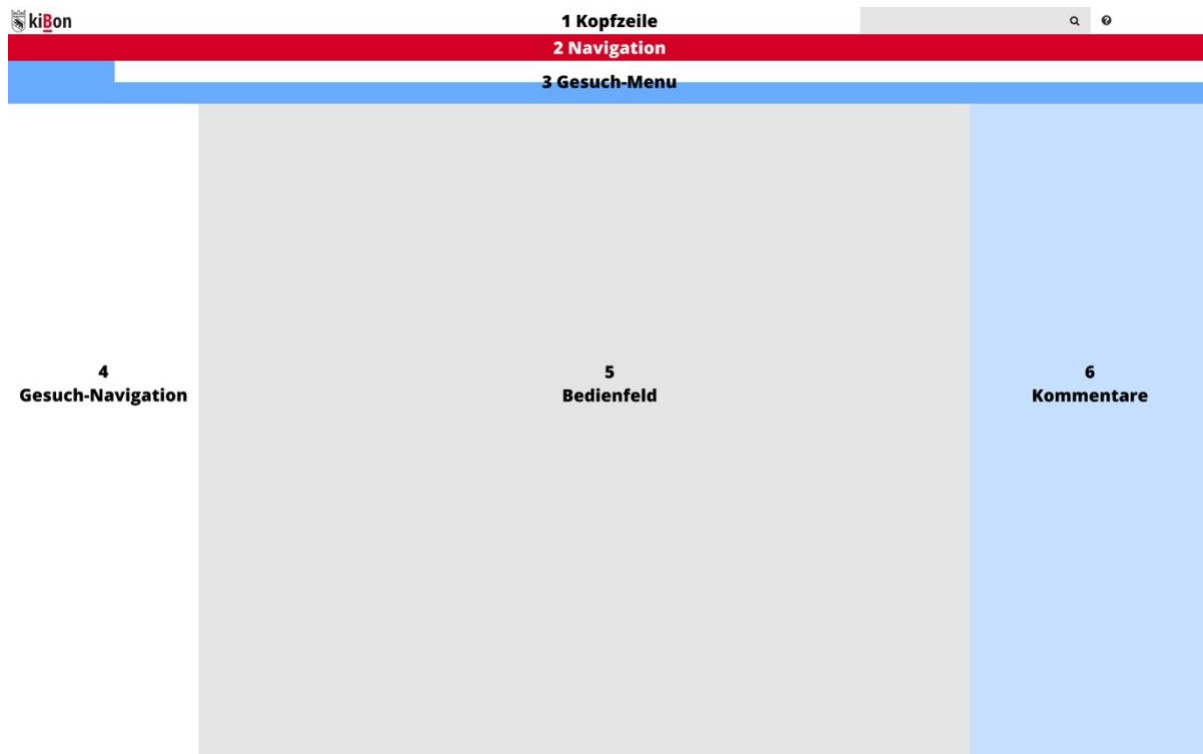 kiBon
1 Kopfzeile
2 Navigation
3 Gesuch-Menu
4
Gesuch-Navigation
5
Bedienfeld
6
Kommentare